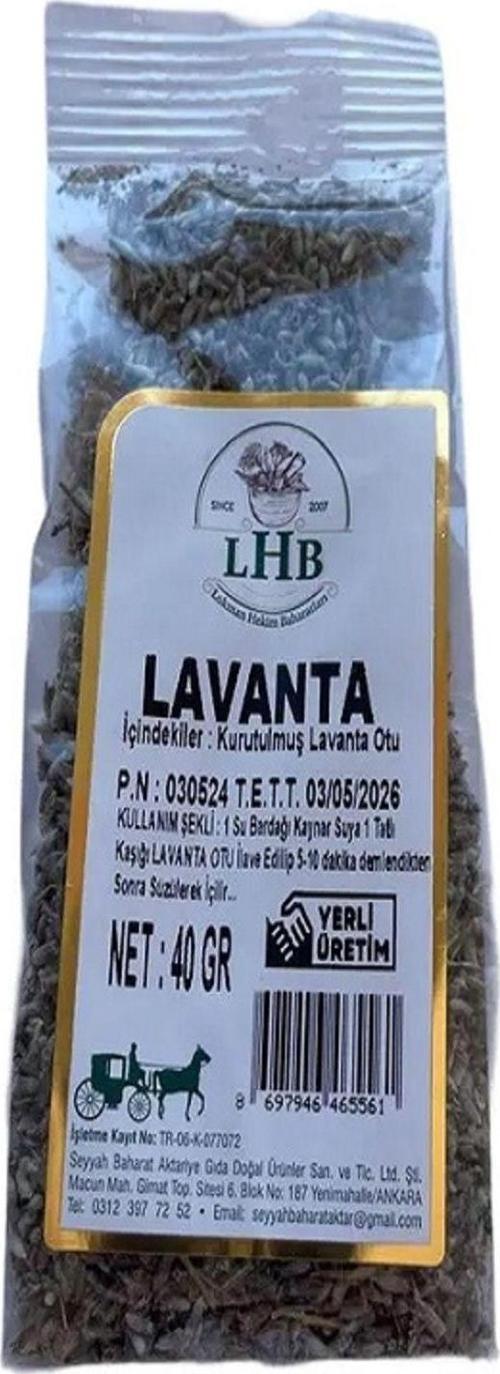 SINCE 2007
LHB
Lokman Hekim Baharatları
LAVANTA
İçindekiler : Kurutulmuş Lavanta Otu
P.N : 030524 T.E.T.T. 03/05/2026
KULLANIM ŞEKLİ : 1 Su Bardağı Kaynar Suya 1 Tatlı
Kaşığı LAVANTA OTU İlave Edilip 5-10 dakika demlendikten
Sonra Süzülerek İçilir...
NET : 40 GR
YERLİ
ÜRETİM
8 697946 465561
İşletme Kayıt No: TR-06-K-077072
Seyyah Baharat Aktariye Gıda Doğal Ürünler San. ve Tic. Ltd. Şti.
Macun Mah. Gimat Top. Sitesi 6. Blok No: 187 Yenimahalle/ANKARA
Tel: 0312 397 72 52 • Email: seyyahbaharataktar@gmail.com